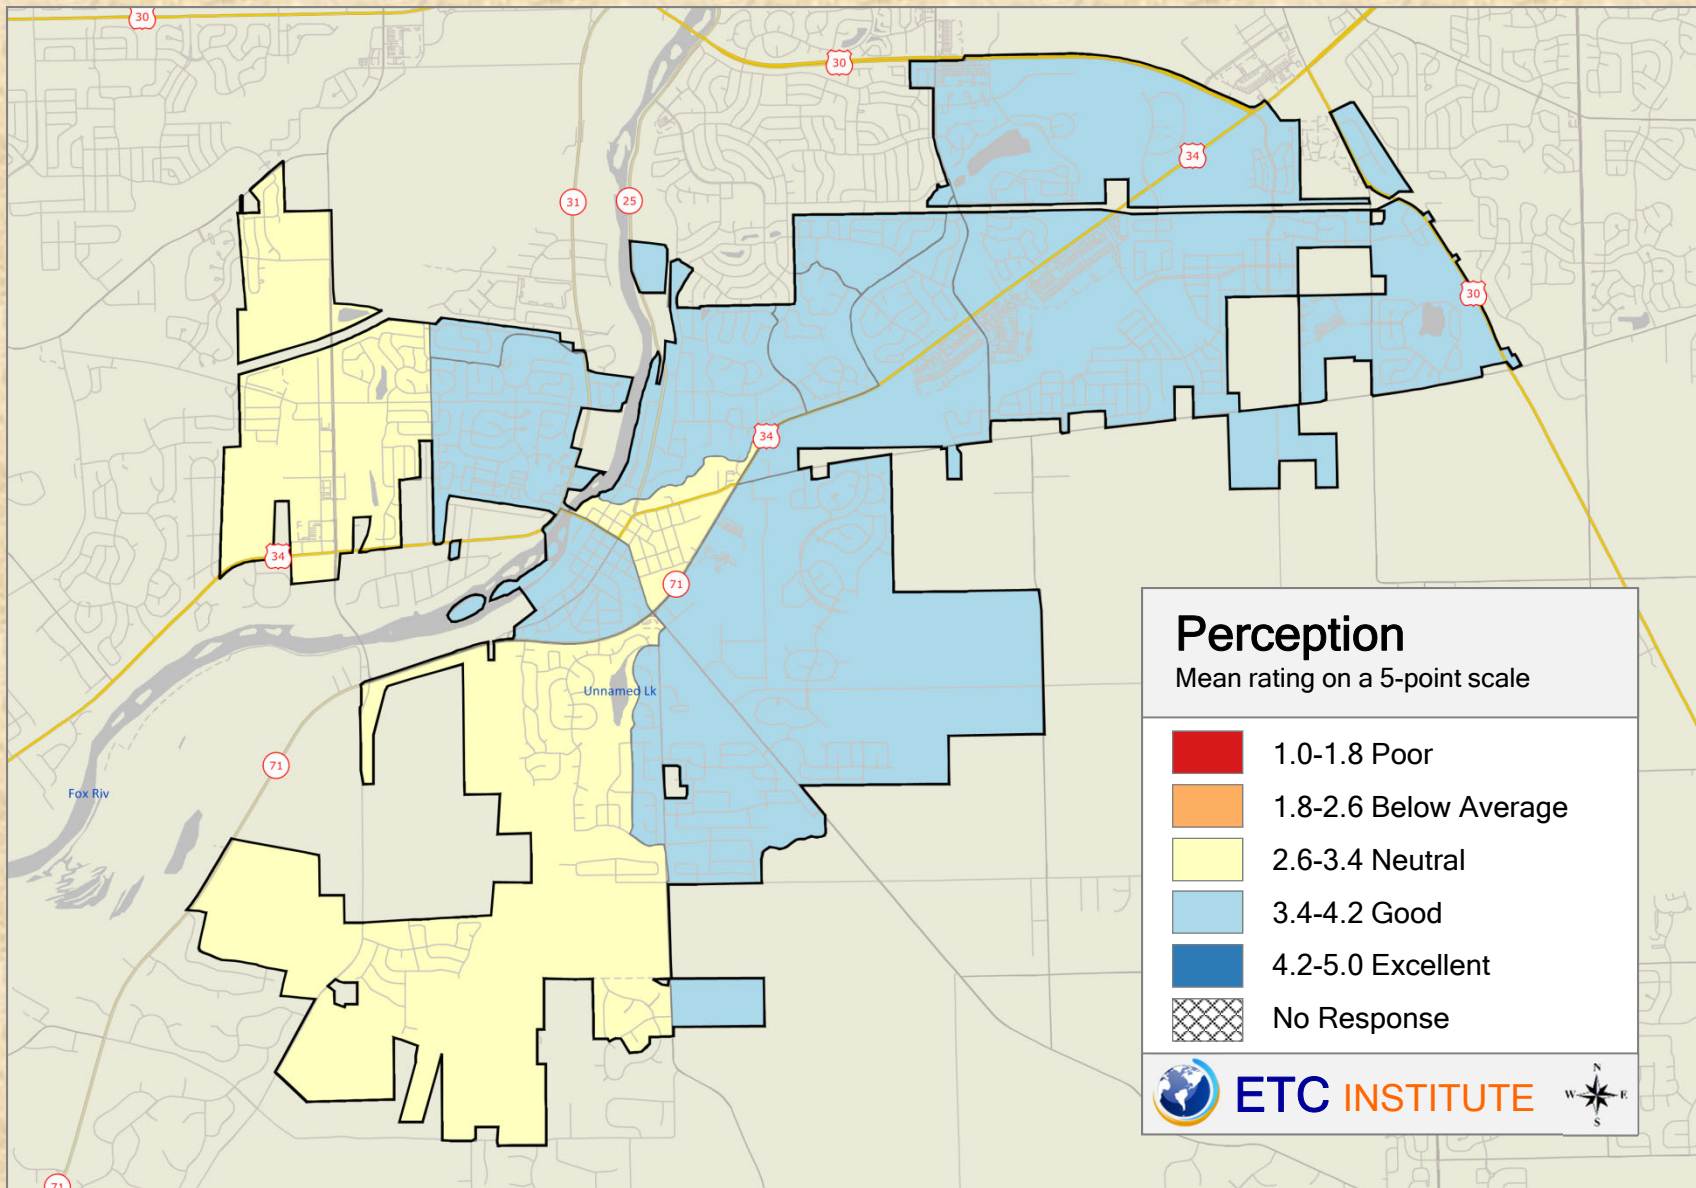 30
30
34
31
25
30
34
34
71
Unnamed Lk
71
Fox Riv
71
Perception
Mean rating on a 5-point scale
1.0-1.8 Poor
1.8-2.6 Below Average
2.6-3.4 Neutral
3.4-4.2 Good
4.2-5.0 Excellent
No Response
ETC INSTITUTE
N
W E
S